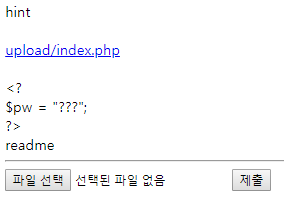 hint
upload/index.php
<?
$pw = "???";
?>
readme
파일 선택 선택된 파일 없음 제출